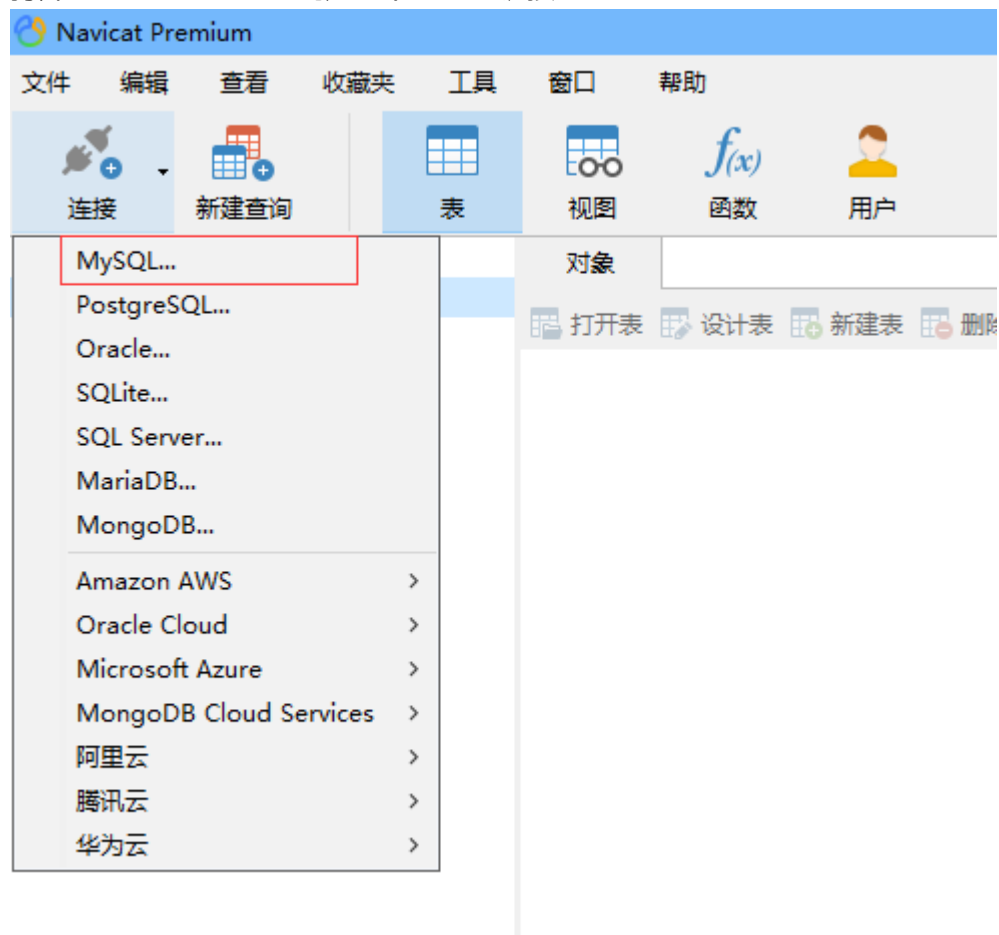 Navicat Premium
文件 编辑 查看 收藏夹 工具 窗口 帮助
f(x)
连接 新建查询 表 视图 函数 用户
MySQL...
对象
PostgreSQL...
打开表 设计表 新建表
Oracle...
SQLite...
SQL Server...
MariaDB...
MongoDB...
Amazon AWS
Oracle Cloud
Microsoft Azure
MongoDB Cloud Services
阿里云
腾讯云
华为云